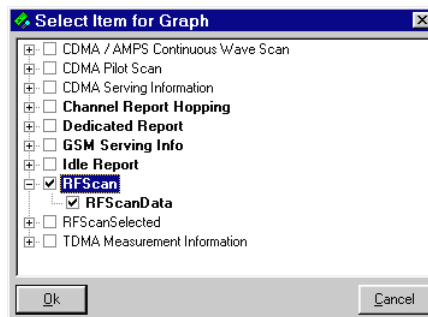 Select Item for Graph
CDMA / AMPS Continuous Wave Scan
CDMA Pilot Scan
CDMA Serving Information
Channel Report Hopping
Dedicated Report
GSM Serving Info
Idle Report
RFScan
RFScanData
RFScanSelected
TDMA Measurement Information
Ok Cancel